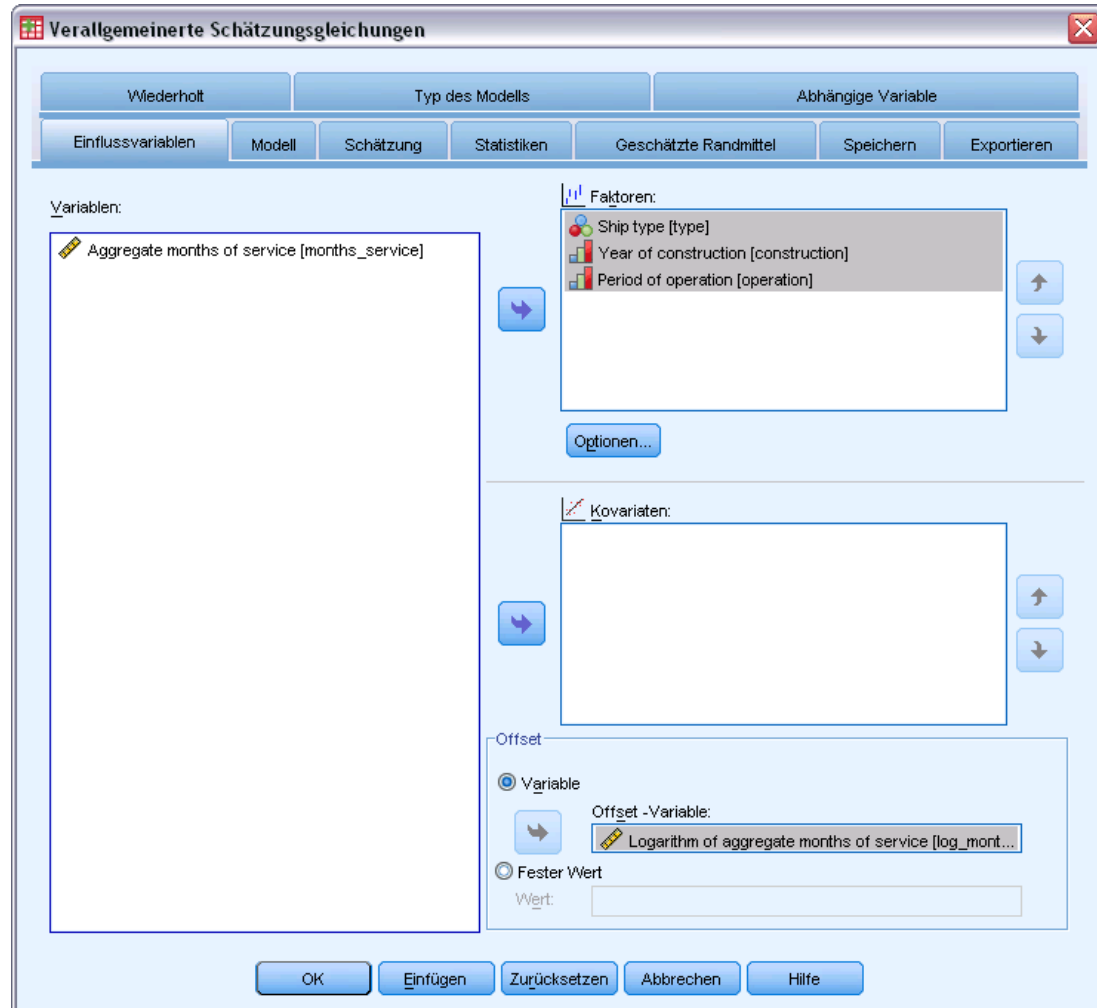 Verallgemeinerte Schätzungsgleichungen
Wiederholt
Typ des Modells
Abhängige Variable
Einflussvariablen
Modell
Schätzung
Statistiken
Geschätzte Randmittel
Speichern
Exportieren
Variablen:
Aggregate months of service [months_service]
Faktoren:
Ship type [type]
Year of construction [construction]
Period of operation [operation]
Optionen...
Kovariaten:
Offset
Variable
Offset -Variable:
Logarithm of aggregate months of service [log_mont...
Fester Wert
Wert:
OK
Einfügen
Zurücksetzen
Abbrechen
Hilfe